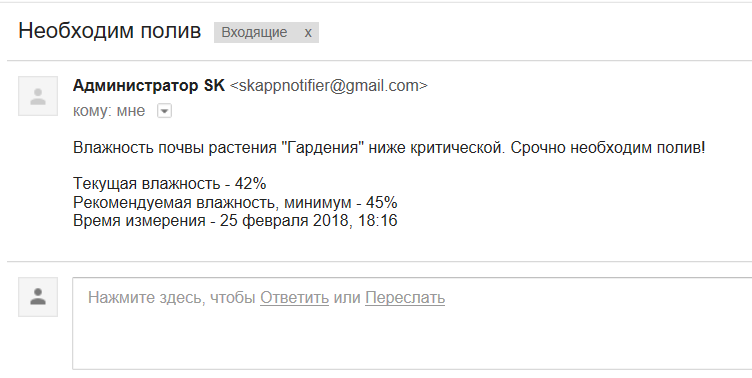 Необходим полив Входящие x
Администратор SK <skappnotifier@gmail.com>
кому: мне
Влажность почвы растения "Гардения" ниже критической. Срочно необходим полив!
Текущая влажность - 42%
Рекомендуемая влажность, минимум - 45%
Время измерения - 25 февраля 2018, 18:16
Нажмите здесь, чтобы Ответить или Переслать